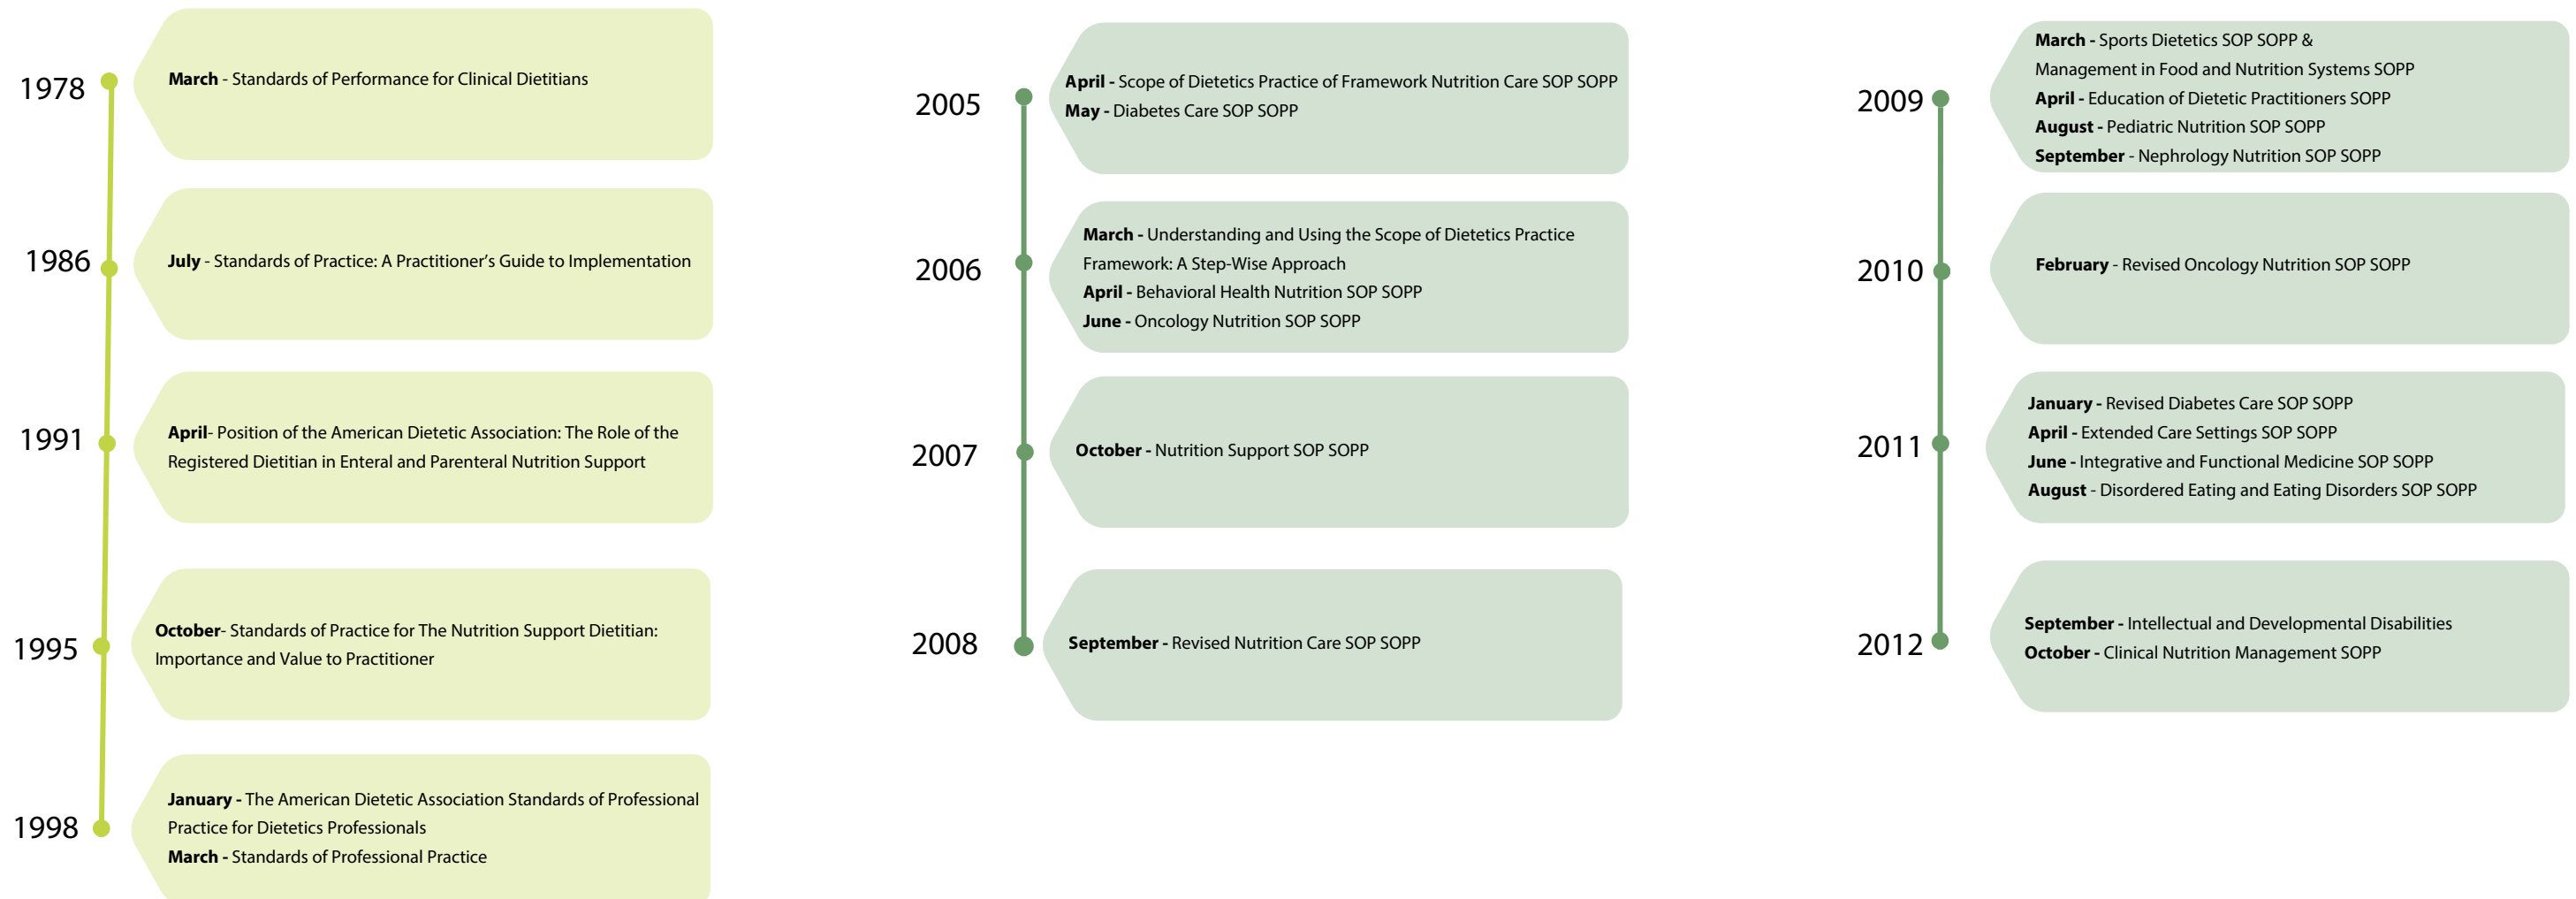 1978
March - Standards of Performance for Clinical Dietitians
1986
July - Standards of Practice: A Practitioner’s Guide to Implementation
1991
April- Position of the American Dietetic Association: The Role of the
Registered Dietitian in Enteral and Parenteral Nutrition Support
1995
October- Standards of Practice for The Nutrition Support Dietitian:
Importance and Value to Practitioner
1998
January - The American Dietetic Association Standards of Professional
Practice for Dietetics Professionals
March - Standards of Professional Practice
2005
April - Scope of Dietetics Practice of Framework Nutrition Care SOP SOPP
May - Diabetes Care SOP SOPP
2006
March - Understanding and Using the Scope of Dietetics Practice
Framework: A Step-Wise Approach
April - Behavioral Health Nutrition SOP SOPP
June - Oncology Nutrition SOP SOPP
2007
October - Nutrition Support SOP SOPP
2008
September - Revised Nutrition Care SOP SOPP
2009
March - Sports Dietetics SOP SOPP &
Management in Food and Nutrition Systems SOPP
April - Education of Dietetic Practitioners SOPP
August - Pediatric Nutrition SOP SOPP
September - Nephrology Nutrition SOP SOPP
2010
February - Revised Oncology Nutrition SOP SOPP
2011
January - Revised Diabetes Care SOP SOPP
April - Extended Care Settings SOP SOPP
June - Integrative and Functional Medicine SOP SOPP
August - Disordered Eating and Eating Disorders SOP SOPP
2012
September - Intellectual and Developmental Disabilities
October - Clinical Nutrition Management SOPP